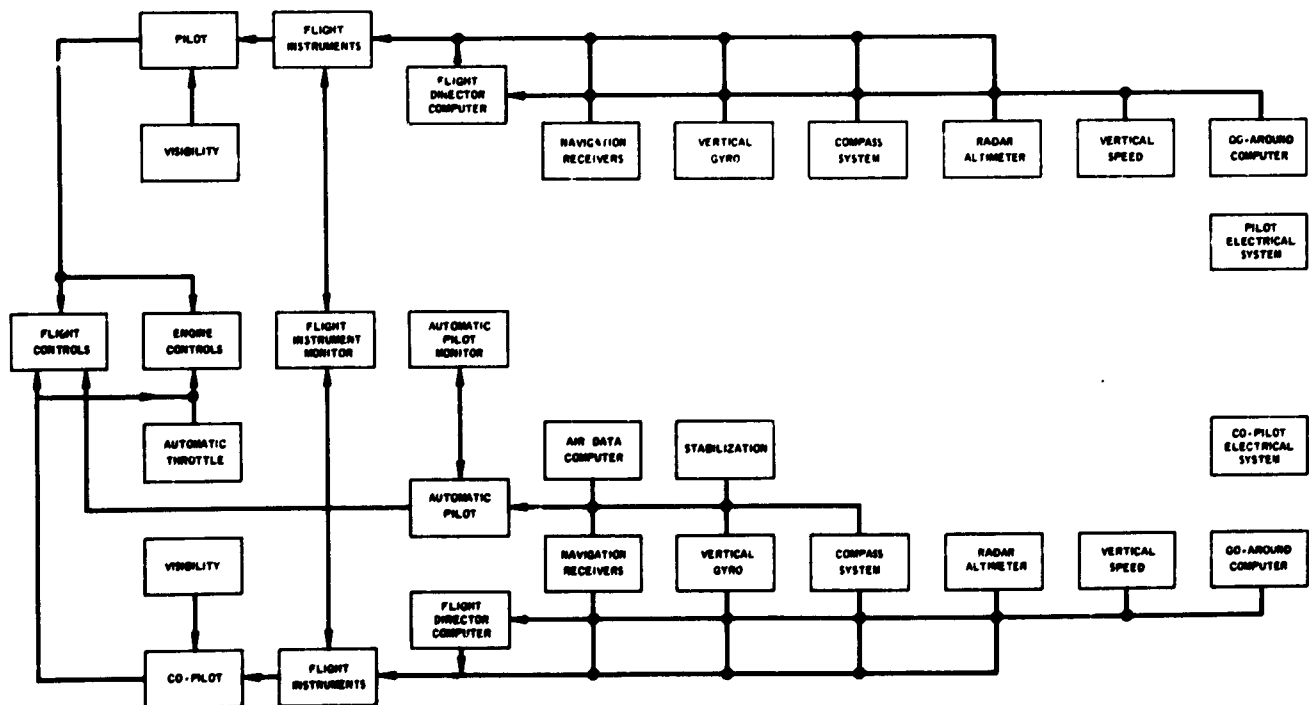 PILOT
FLIGHT
INSTRUMENTS
FLIGHT
DIRECTOR
COMPUTER
VISIBILITY
NAVIGATION
RECEIVERS
VERTICAL
GYRO
COMPASS
SYSTEM
RADAR
ALTIMETER
VERTICAL
SPEED
GO-AROUND
COMPUTER
PILOT
ELECTRICAL
SYSTEM
FLIGHT
CONTROLS
ENGINE
CONTROLS
FLIGHT
INSTRUMENT
MONITOR
AUTOMATIC
PILOT
MONITOR
AUTOMATIC
THROTTLE
AIR DATA
COMPUTER
STABILIZATION
CO-PILOT
ELECTRICAL
SYSTEM
AUTOMATIC
PILOT
VISIBILITY
NAVIGATION
RECEIVERS
VERTICAL
GYRO
COMPASS
SYSTEM
RADAR
ALTIMETER
VERTICAL
SPEED
GO-AROUND
COMPUTER
FLIGHT
DIRECTOR
COMPUTER
CO-PILOT
FLIGHT
INSTRUMENTS